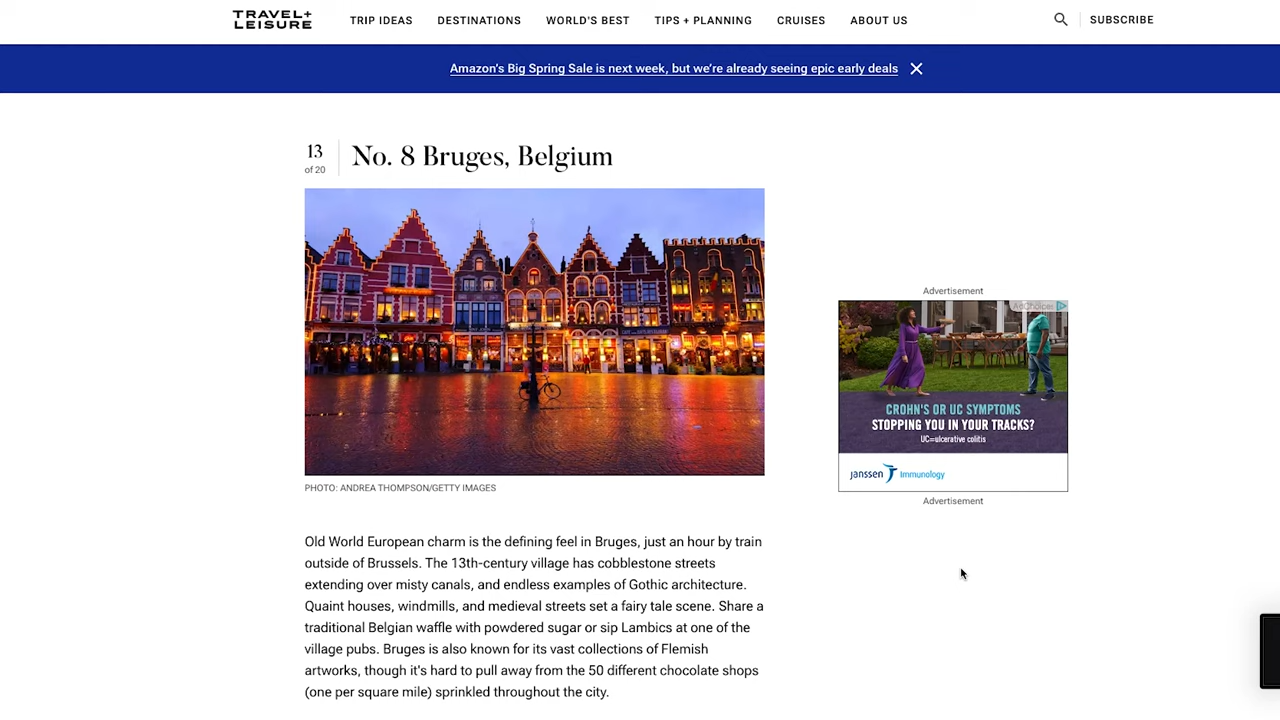 TRAVEL+
LEISURE
TRIP IDEAS
DESTINATIONS
WORLD'S BEST
TIPS + PLANNING
CRUISES
ABOUT US
SUBSCRIBE
Amazon's Big Spring Sale is next week, but we're already seeing epic early deals
13
of 20
No. 8 Bruges, Belgium
PHOTO: ANDREA THOMPSON/GETTY IMAGES
Old World European charm is the defining feel in Bruges, just an hour by train
outside of Brussels. The 13th-century village has cobblestone streets
extending over misty canals, and endless examples of Gothic architecture.
Quaint houses, windmills, and medieval streets set a fairy tale scene. Share a
traditional Belgian waffle with powdered sugar or sip Lambics at one of the
village pubs. Bruges is also known for its vast collections of Flemish
artworks, though it's hard to pull away from the 50 different chocolate shops
(one per square mile) sprinkled throughout the city.
Advertisement
AdChoices
CROHN'S OR UC SYMPTOMS
STOPPING YOU IN YOUR TRACKS?
UC=ulcerative colitis
janssen Immunology
Advertisement